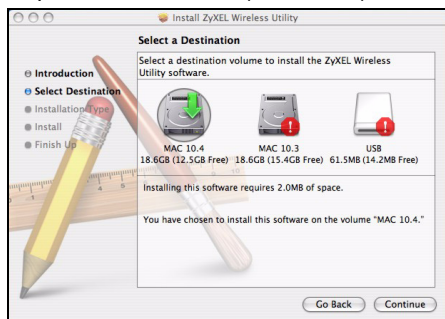 Install ZyXEL Wireless Utility
Select a Destination
Introduction
Select Destination
Installation Type
Install
Finish Up
Select a destination volume to install the ZyXEL Wireless
Utility software.
MAC 10.4
18.6GB (12.5GB Free)
MAC 10.3
18.6GB (15.4GB Free)
USB
61.5MB (14.2MB Free)
Installing this software requires 2.0MB of space.
You have chosen to install this software on the volume "MAC 10.4."
Go Back
Continue